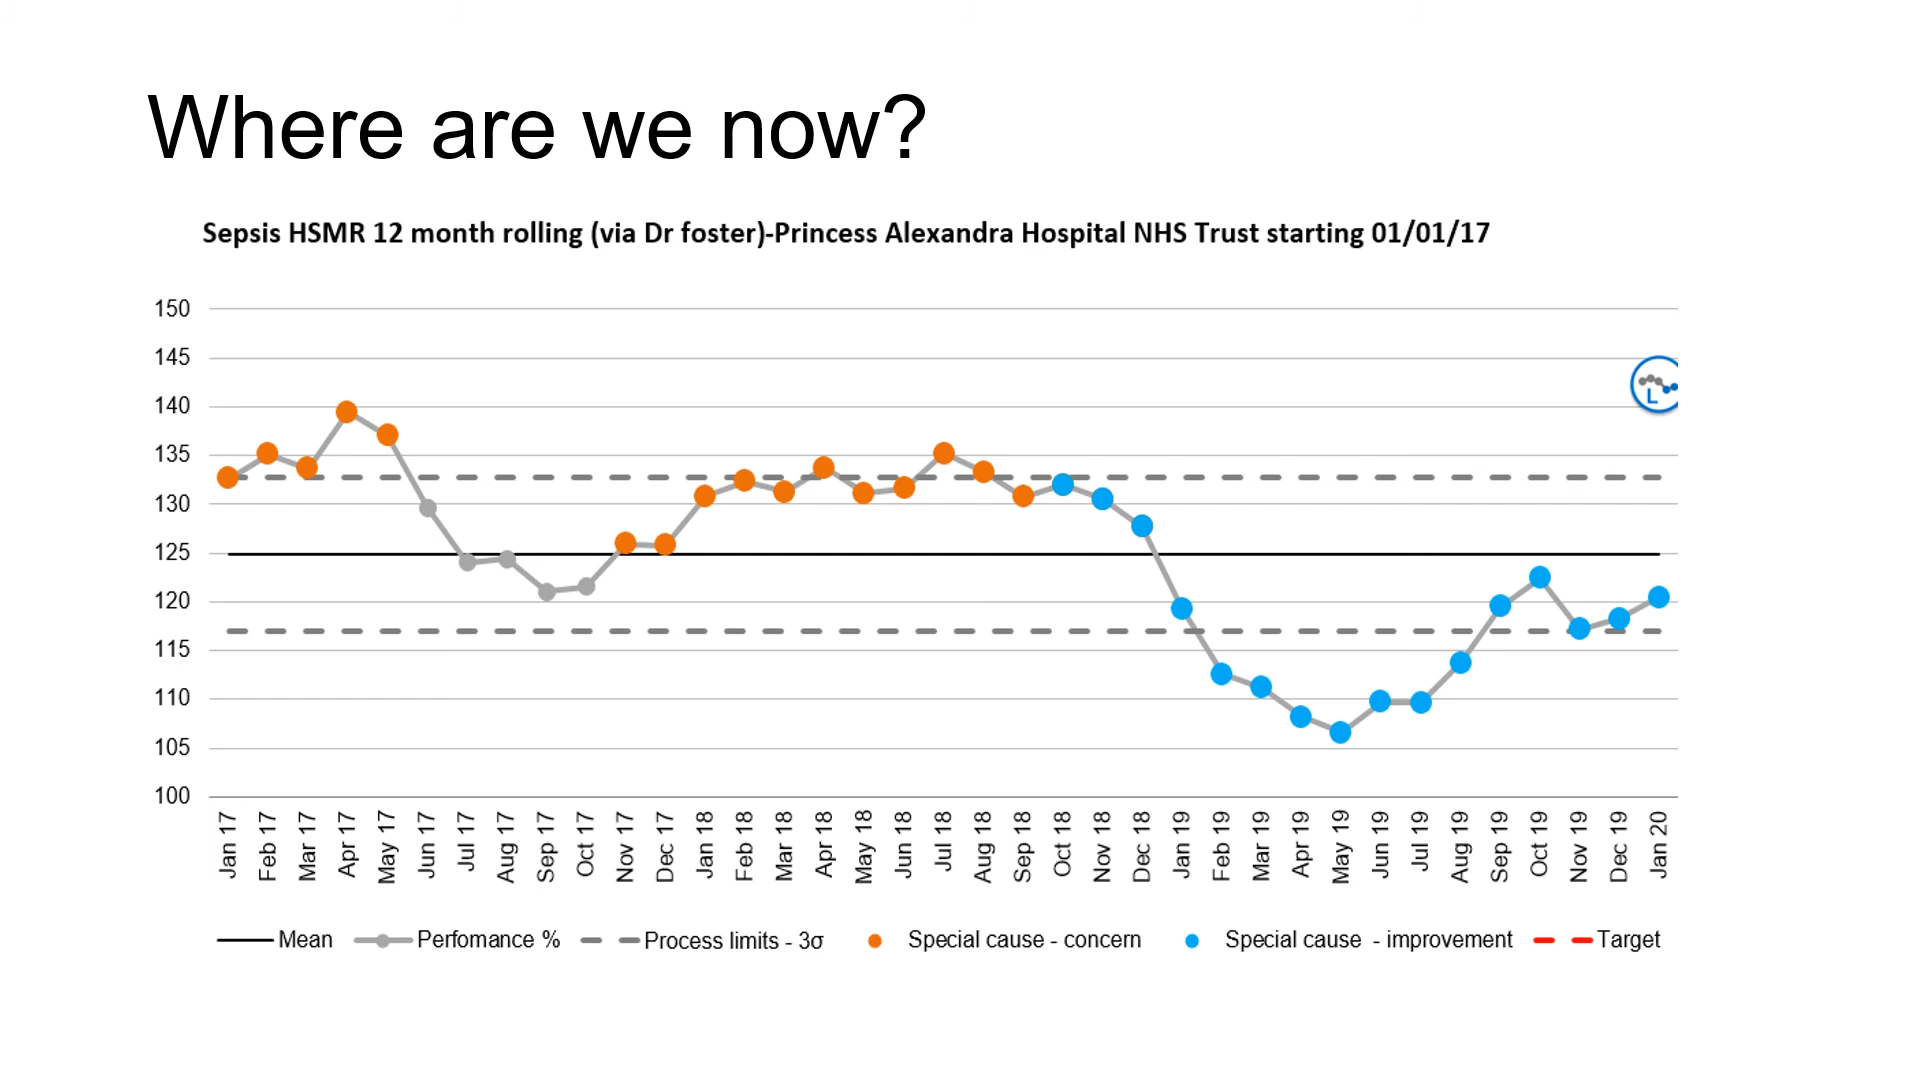 Where are we now?
Sepsis HSMR 12 month rolling (via Dr foster)-Princess Alexandra Hospital NHS Trust starting 01/01/17
150
145
140
135
130
125
120
115
110
105
100
L
Jan 17
Feb 17
Mar 17
Apr 17
May 17
Jun 17
Jul 17
Aug 17
Sep 17
Oct 17
Nov 17
Dec 17
Jan 18
Feb 18
Mar 18
Apr 18
May 18
Jun 18
Jul 18
Aug 18
Sep 18
Oct 18
Nov 18
Dec 18
Jan 19
Feb 19
Mar 19
Apr 19
May 19
Jun 19
Jul 19
Aug 19
Sep 19
Oct 19
Nov 19
Dec 19
Jan 20
Mean Perfomance % Process limits - 3σ Special cause - concern Special cause - improvement Target